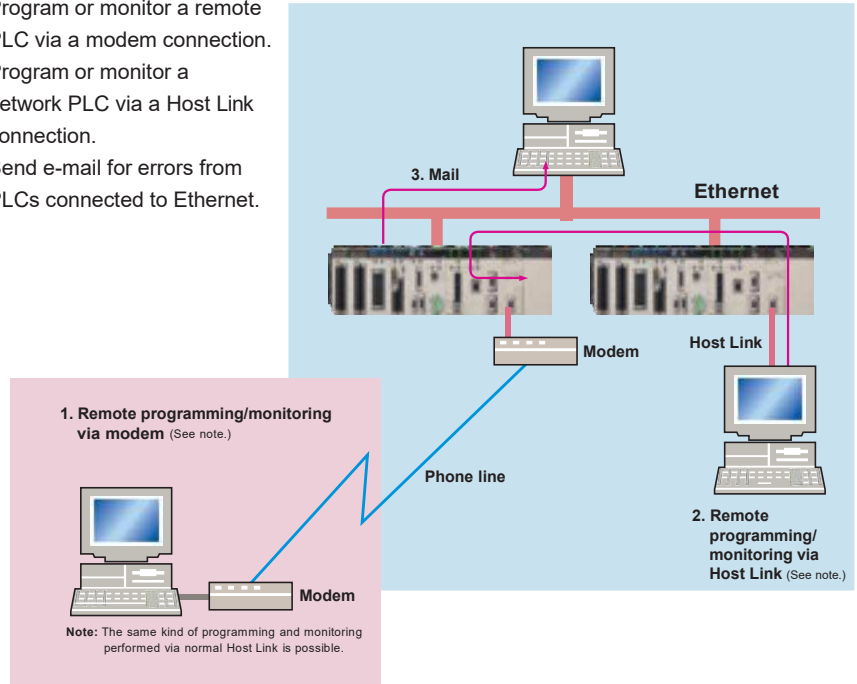 Program or monitor a remote
PLC via a modem connection.
Program or monitor a
network PLC via a Host Link
connection.
Send e-mail for errors from
PLCs connected to Ethernet.
3. Mail
Ethernet
Modem
Host Link
1. Remote programming/monitoring
via modem (See note.)
Phone line
2. Remote
programming/
monitoring via
Host Link (See note.)
Modem
Note: The same kind of programming and monitoring
performed via normal Host Link is possible.